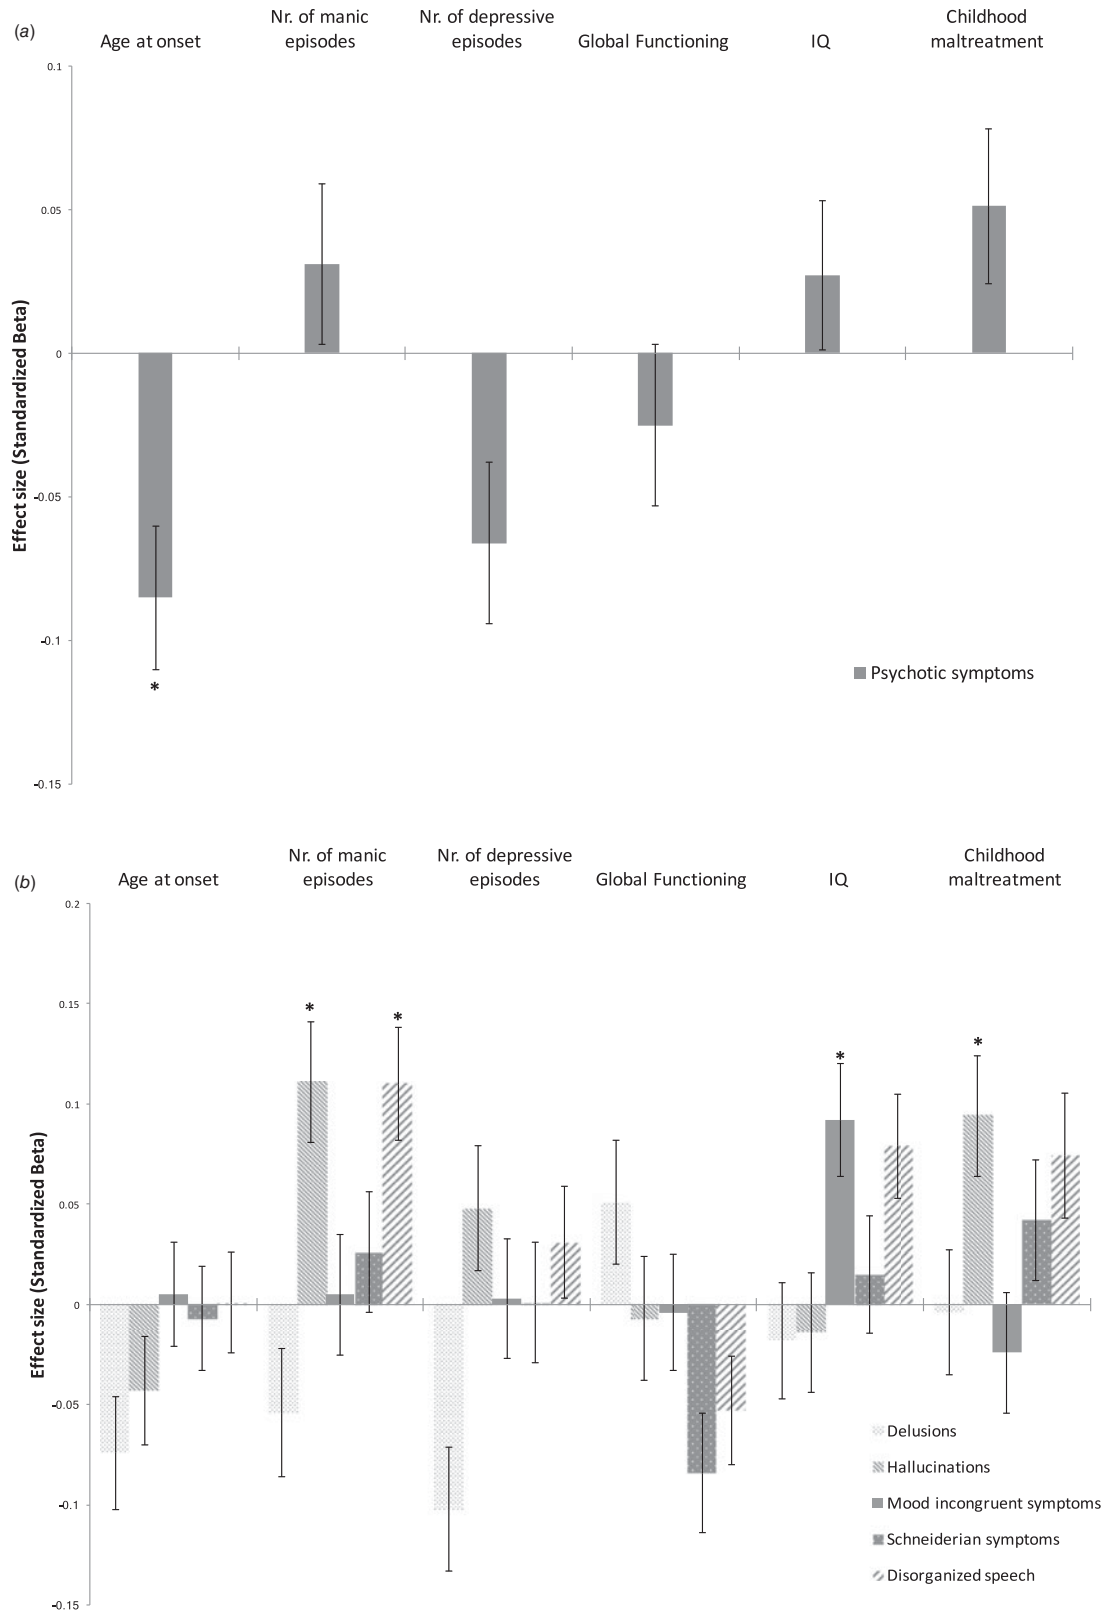 (a)
Age at onset
Nr. of manic
episodes
Nr. of depressive
episodes
Global Functioning
IQ
Childhood
maltreatment
0.1
0.05
0
-0.05
-0.1
-0.15
Effect size (Standardized Beta)
*
Psychotic symptoms
(b)
Age at onset
Nr. of manic
episodes
Nr. of depressive
episodes
Global Functioning
IQ
Childhood
maltreatment
0.2
0.15
0.1
0.05
0
-0.05
-0.1
-0.15
Effect size (Standardized Beta)
*
*
*
*
Delusions
Hallucinations
Mood incongruent symptoms
Schneiderian symptoms
Disorganized speech